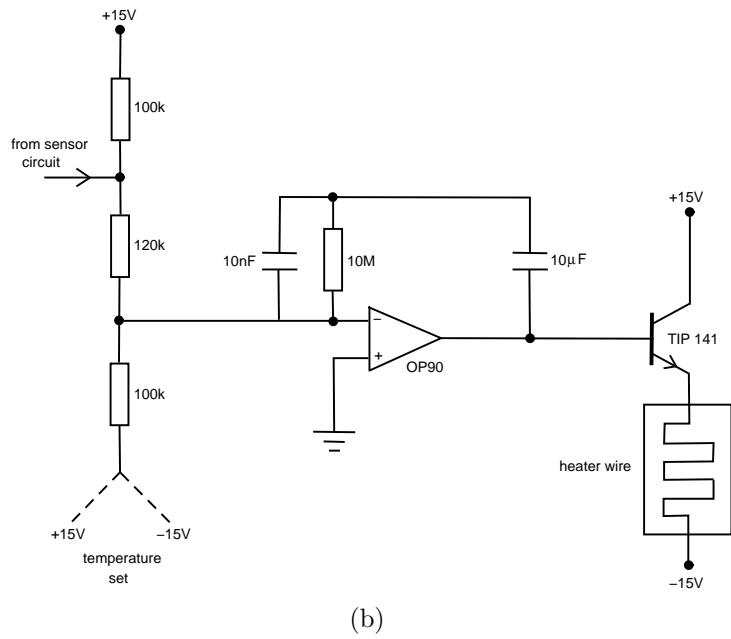 +15V
100k
from sensor
circuit
120k
10nF
10M
10μF
+15V
−
+
OP90
TIP 141
100k
heater wire
+15V
−15V
temperature
set
−15V
(b)